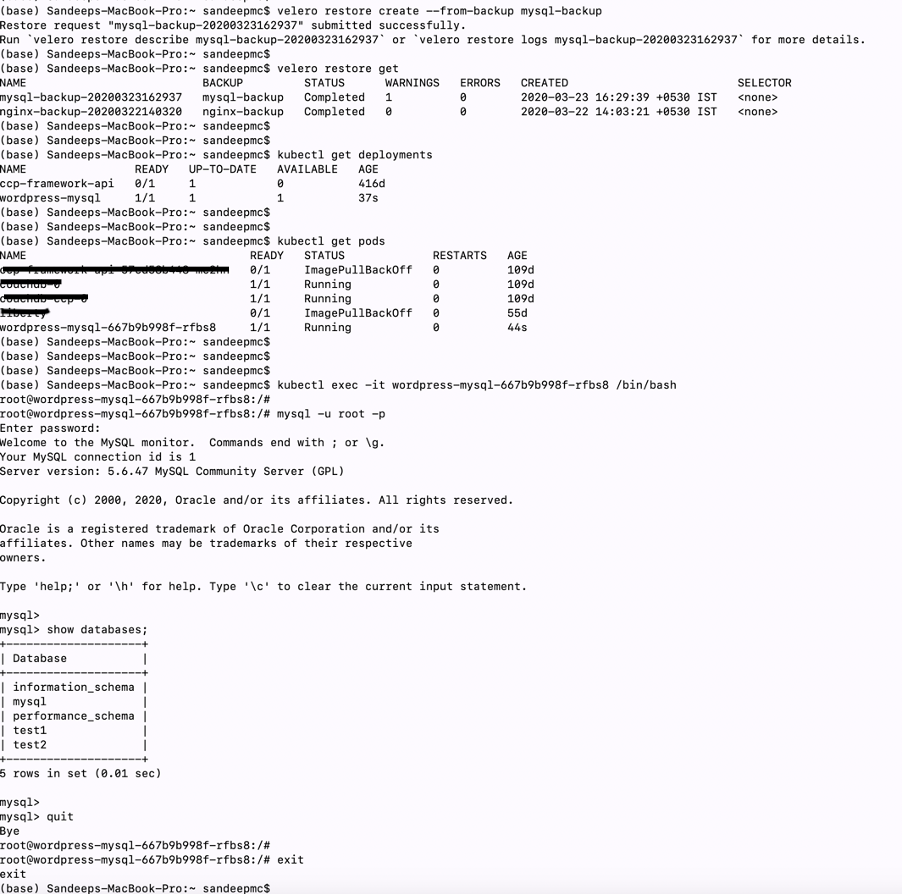 (base) Sandeeps-MacBook-Pro:~ sandeepmc$ velero restore create --from-backup mysql-backup
Restore request "mysql-backup-20200323162937" submitted successfully.
Run `velero restore describe mysql-backup-20200323162937` or `velero restore logs mysql-backup-20200323162937` for more details.
(base) Sandeeps-MacBook-Pro:~ sandeepmc$
(base) Sandeeps-MacBook-Pro:~ sandeepmc$ velero restore get
NAME BACKUP STATUS WARNINGS ERRORS CREATED SELECTOR
mysql-backup-20200323162937 mysql-backup Completed 1 0 2020-03-23 16:29:39 +0530 IST <none>
nginx-backup-20200322140320 nginx-backup Completed 0 0 2020-03-22 14:03:21 +0530 IST <none>
(base) Sandeeps-MacBook-Pro:~ sandeepmc$
(base) Sandeeps-MacBook-Pro:~ sandeepmc$
(base) Sandeeps-MacBook-Pro:~ sandeepmc$ kubectl get deployments
NAME READY UP-TO-DATE AVAILABLE AGE
ccp-framework-api 0/1 1 0 416d
wordpress-mysql 1/1 1 1 37s
(base) Sandeeps-MacBook-Pro:~ sandeepmc$
(base) Sandeeps-MacBook-Pro:~ sandeepmc$
(base) Sandeeps-MacBook-Pro:~ sandeepmc$ kubectl get pods
NAME READY STATUS RESTARTS AGE
0/1 ImagePullBackOff 0 109d
1/1 Running 0 109d
1/1 Running 0 109d
0/1 ImagePullBackOff 0 55d
wordpress-mysql-667b9b998f-rfbs8 1/1 Running 0 44s
(base) Sandeeps-MacBook-Pro:~ sandeepmc$
(base) Sandeeps-MacBook-Pro:~ sandeepmc$
(base) Sandeeps-MacBook-Pro:~ sandeepmc$
(base) Sandeeps-MacBook-Pro:~ sandeepmc$ kubectl exec -it wordpress-mysql-667b9b998f-rfbs8 /bin/bash
root@wordpress-mysql-667b9b998f-rfbs8:/#
root@wordpress-mysql-667b9b998f-rfbs8:/# mysql -u root -p
Enter password:
Welcome to the MySQL monitor. Commands end with ; or \g.
Your MySQL connection id is 1
Server version: 5.6.47 MySQL Community Server (GPL)
Copyright (c) 2000, 2020, Oracle and/or its affiliates. All rights reserved.
Oracle is a registered trademark of Oracle Corporation and/or its
affiliates. Other names may be trademarks of their respective
owners.
Type 'help;' or '\h' for help. Type '\c' to clear the current input statement.
mysql>
mysql> show databases;
+--------------------+
| Database |
+--------------------+
| information_schema |
| mysql |
| performance_schema |
| test1 |
| test2 |
+--------------------+
5 rows in set (0.01 sec)
mysql>
mysql> quit
Bye
root@wordpress-mysql-667b9b998f-rfbs8:/#
root@wordpress-mysql-667b9b998f-rfbs8:/# exit
exit
(base) Sandeeps-MacBook-Pro:~ sandeepmc$